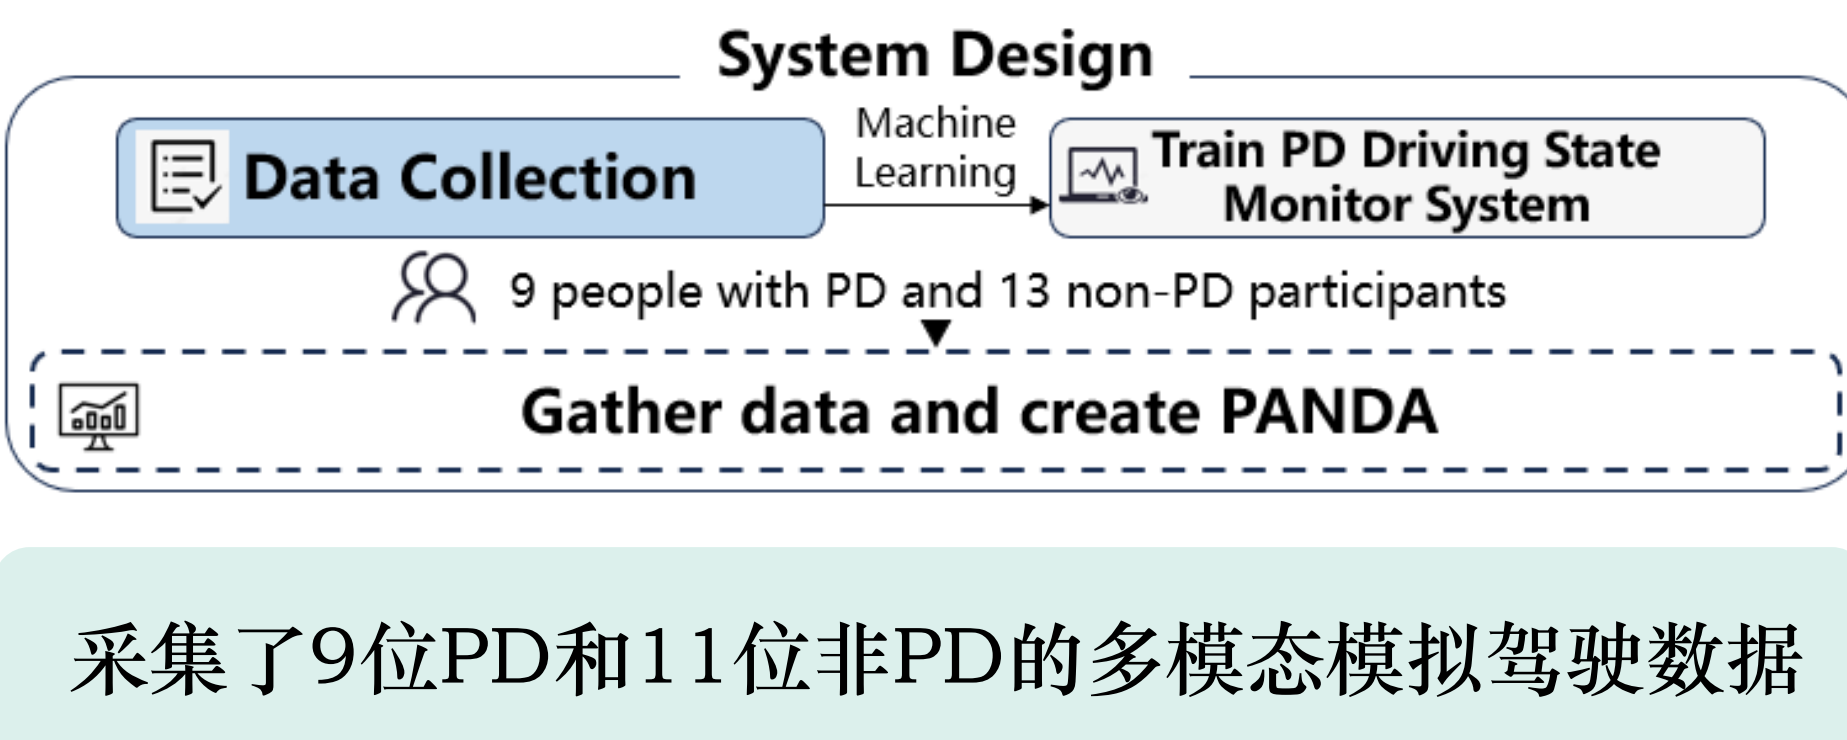 System Design
Data Collection
Machine
Learning
Train PD Driving State
Monitor System
9 people with PD and 13 non-PD participants
Gather data and create PANDA
采集了9位PD和11位非PD的多模态模拟驾驶数据